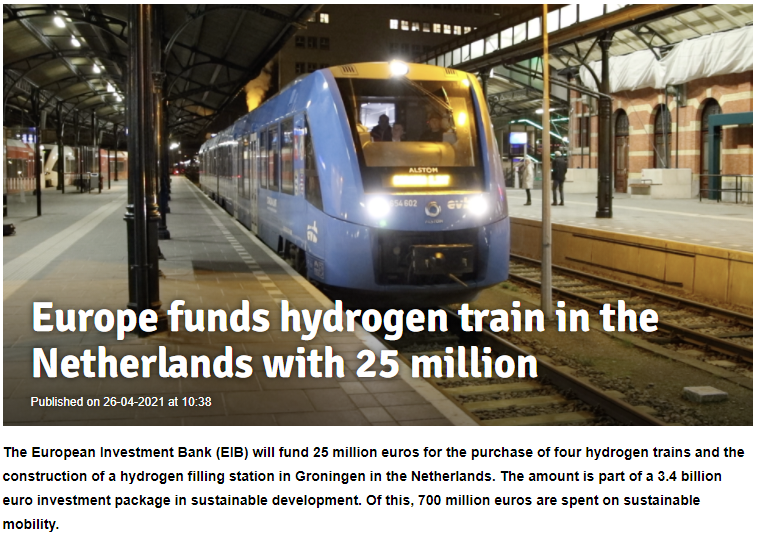 ALSTOM
654 602
evb
Europe funds hydrogen train in the
Netherlands with 25 million
Published on 26-04-2021 at 10:38
The European Investment Bank (EIB) will fund 25 million euros for the purchase of four hydrogen trains and the
construction of a hydrogen filling station in Groningen in the Netherlands. The amount is part of a 3.4 billion
euro investment package in sustainable development. Of this, 700 million euros are spent on sustainable
mobility.